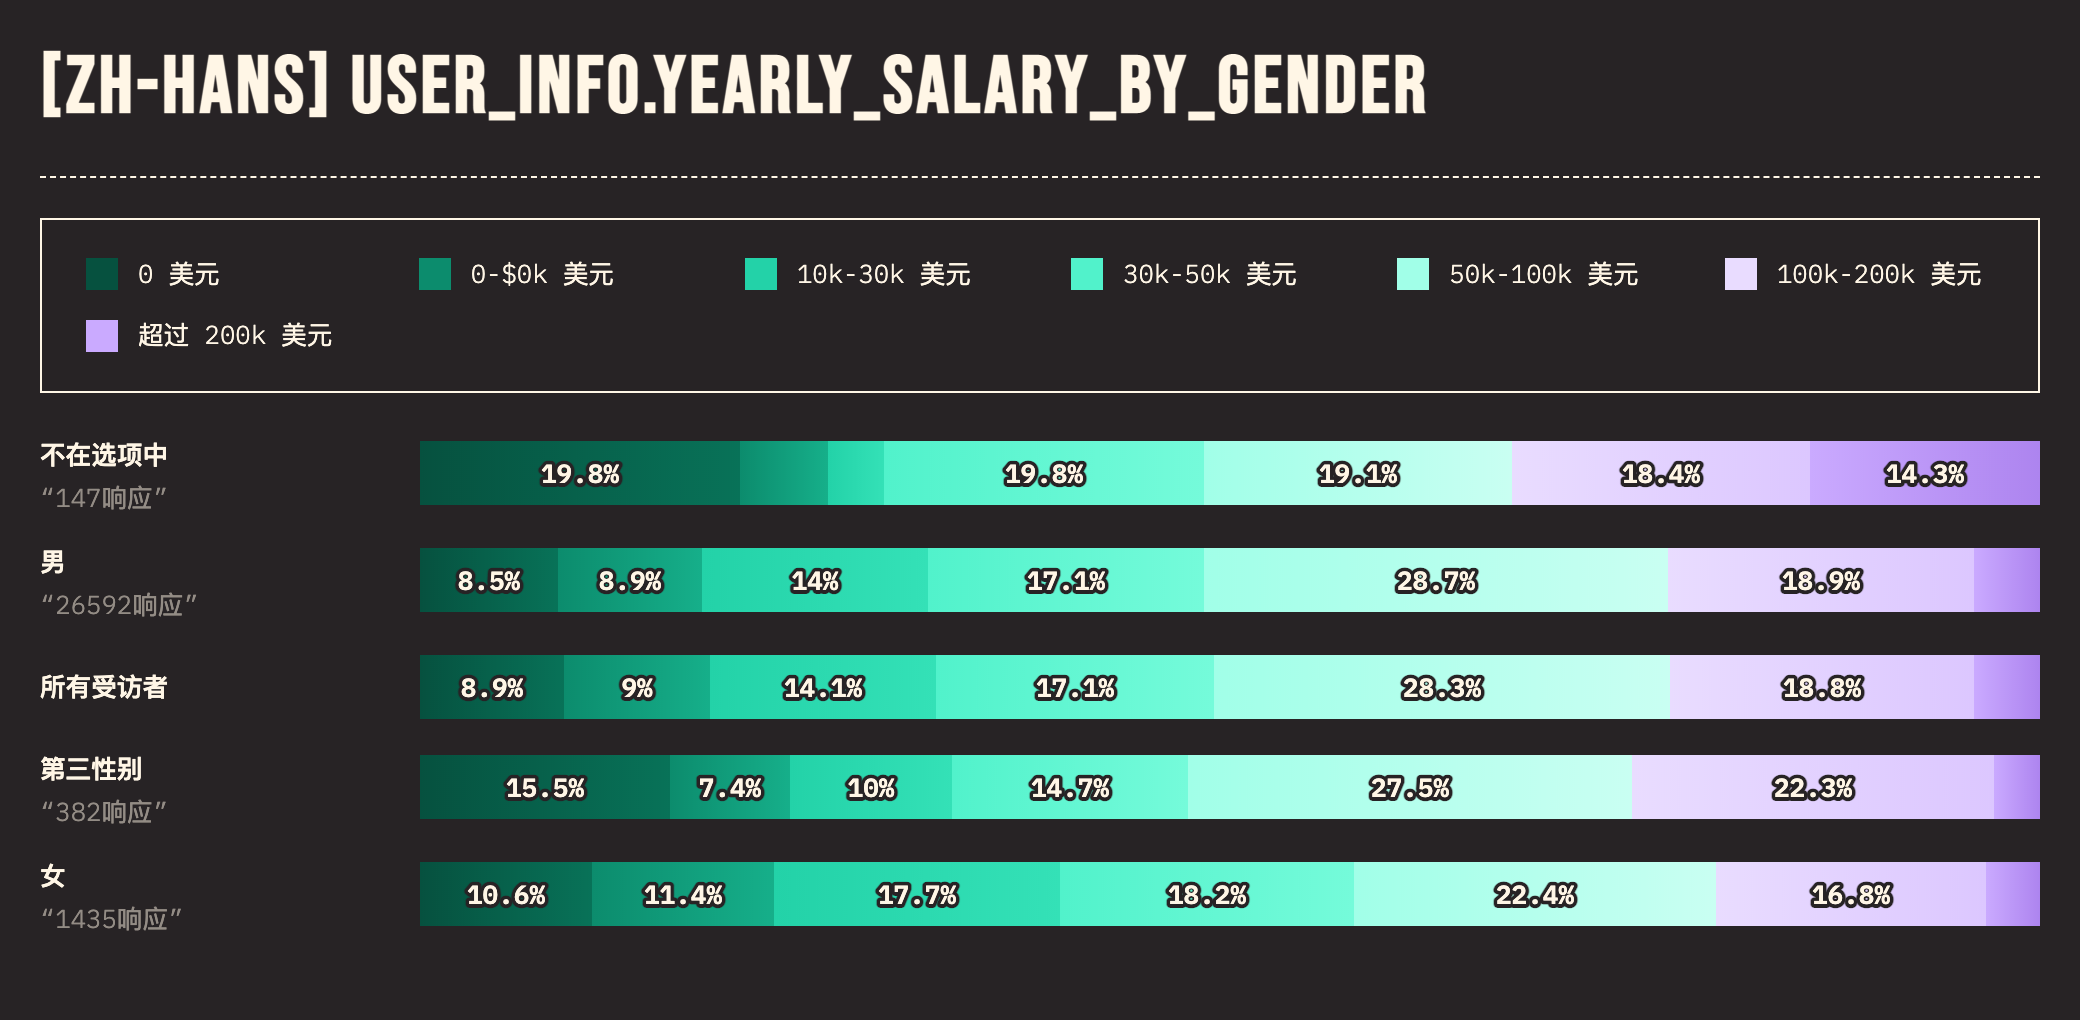 [ZH-HANS] USER_INFO.YEARLY_SALARY_BY_GENDER
0 美元 0-$0k 美元 10k-30k 美元 30k-50k 美元 50k-100k 美元 100k-200k 美元
超过 200k 美元
不在选项中
“147响应”
19.8% 19.8% 19.1% 18.4% 14.3%
男
“26592响应”
8.5% 8.9% 14% 17.1% 28.7% 18.9%
所有受访者
8.9% 9% 14.1% 17.1% 28.3% 18.8%
第三性别
“382响应”
15.5% 7.4% 10% 14.7% 27.5% 22.3%
女
“1435响应”
10.6% 11.4% 17.7% 18.2% 22.4% 16.8%